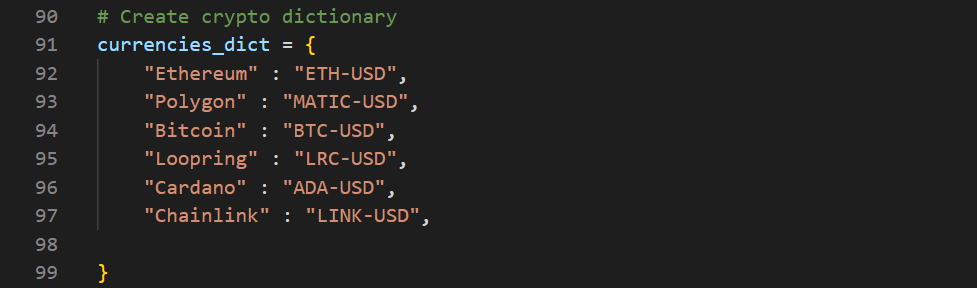 90 # Create crypto dictionary
91 currencies_dict = {
92 "Ethereum" : "ETH-USD",
93 "Polygon" : "MATIC-USD",
94 "Bitcoin" : "BTC-USD",
95 "Loopring" : "LRC-USD",
96 "Cardano" : "ADA-USD",
97 "Chainlink" : "LINK-USD",
98
99 }